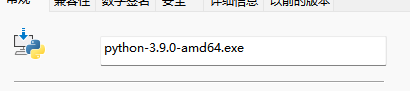 常规 兼容性 数字签名 安全 详细信息 以前的版本
python-3.9.0-amd64.exe